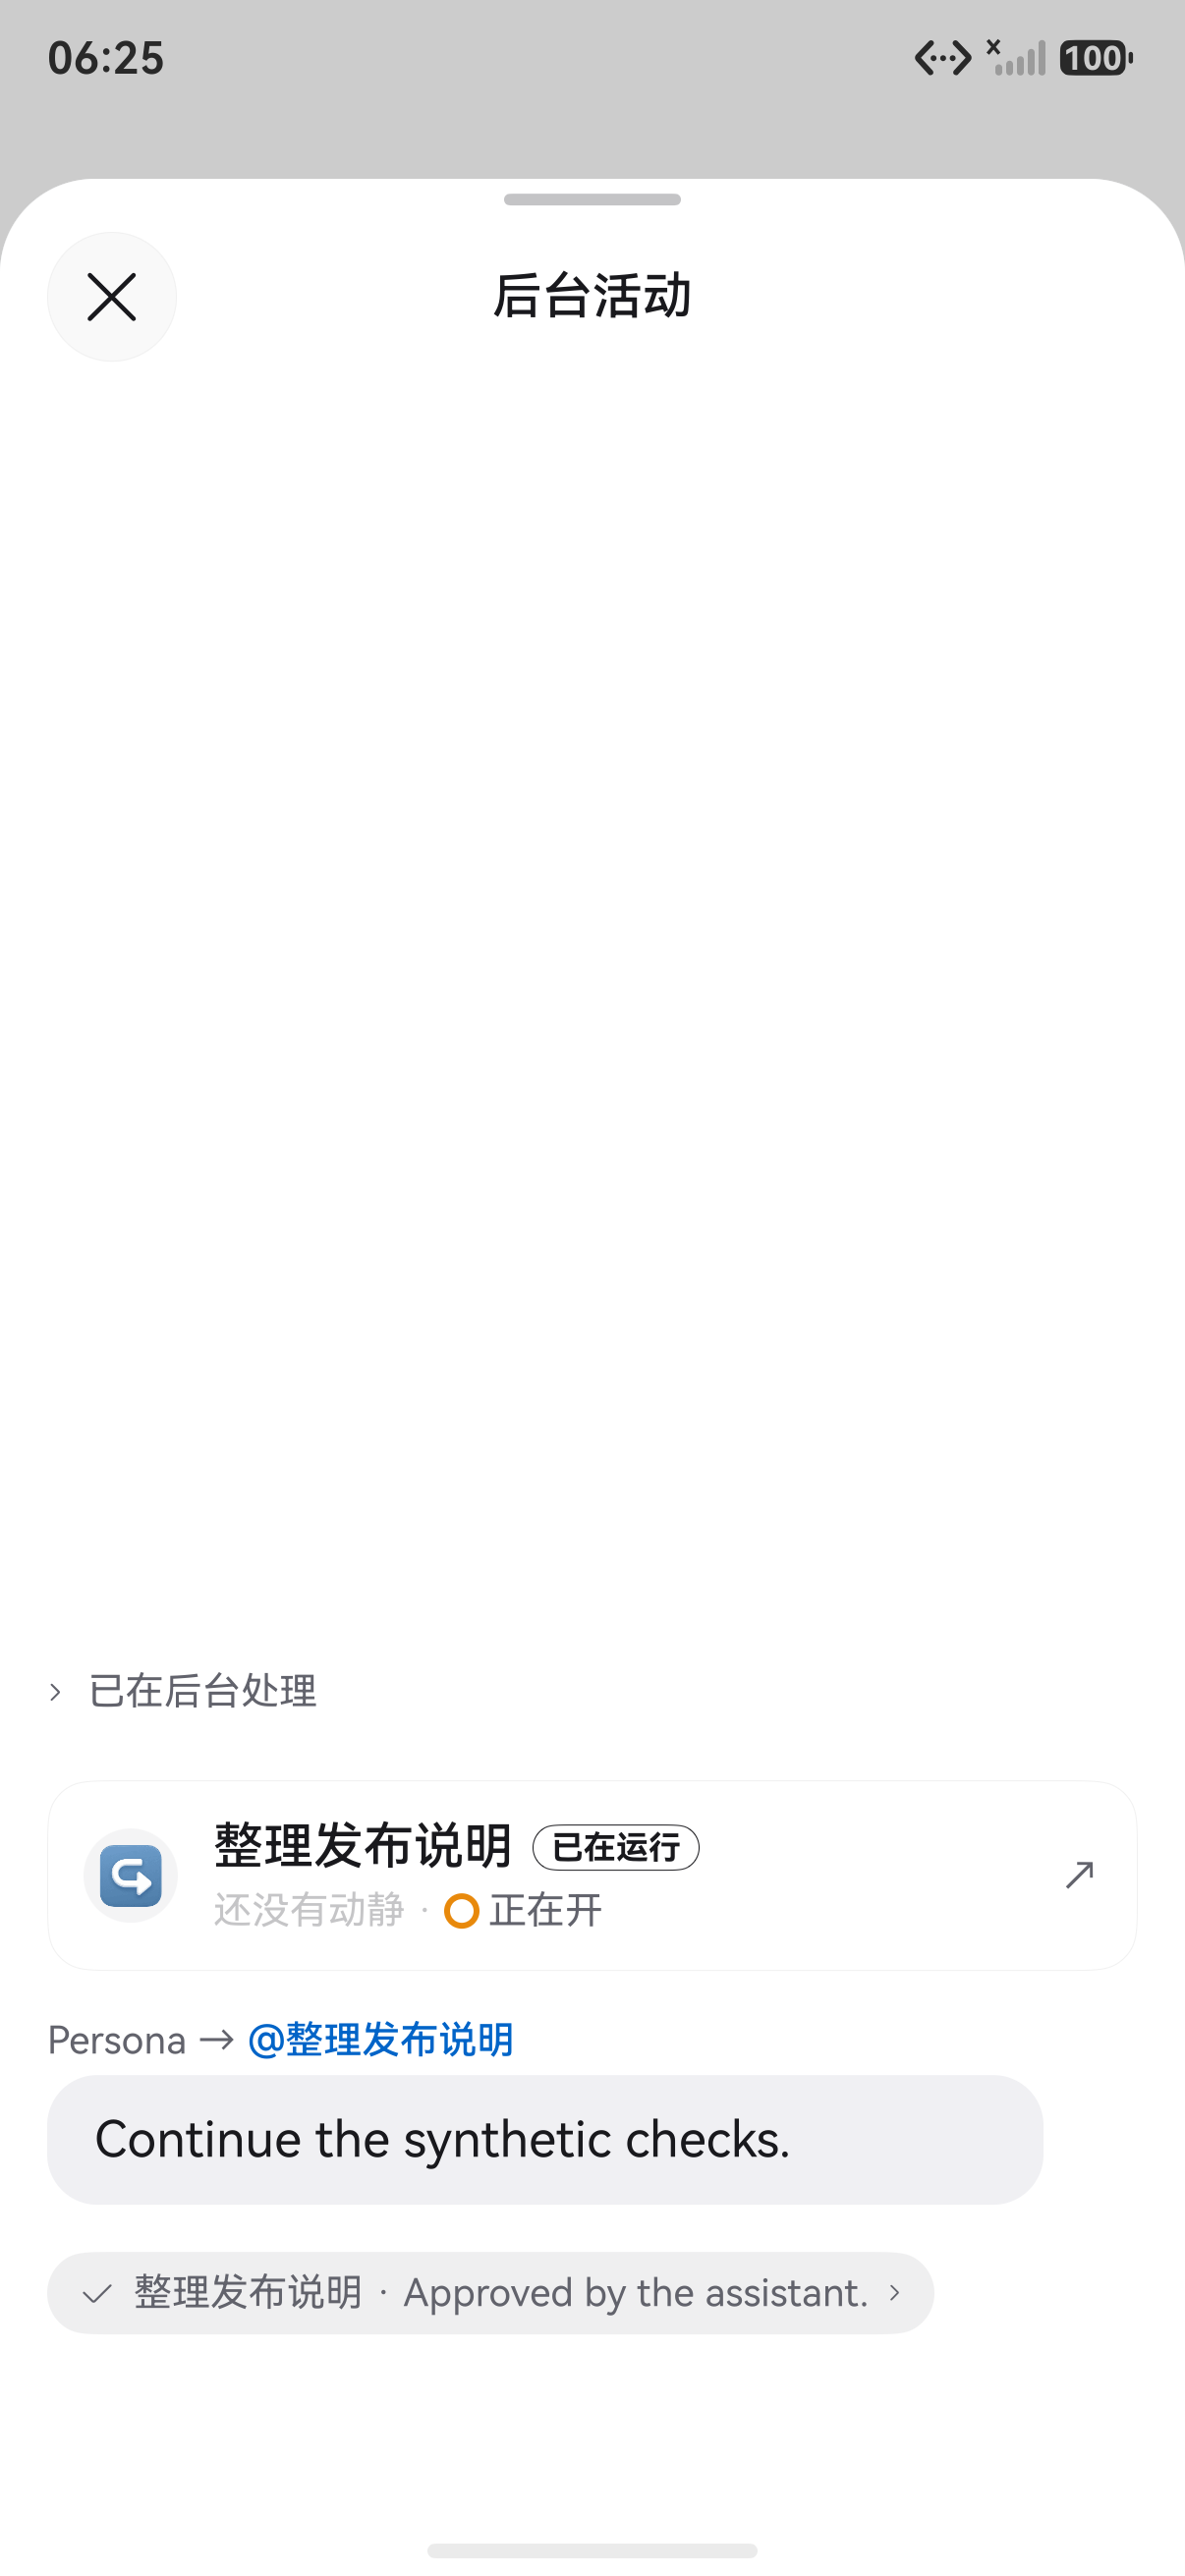 06:25
100
后台活动
已在后台处理
整理发布说明 已在运行
还没有动静 · 正在开
Persona → @整理发布说明
Continue the synthetic checks.
整理发布说明 · Approved by the assistant.